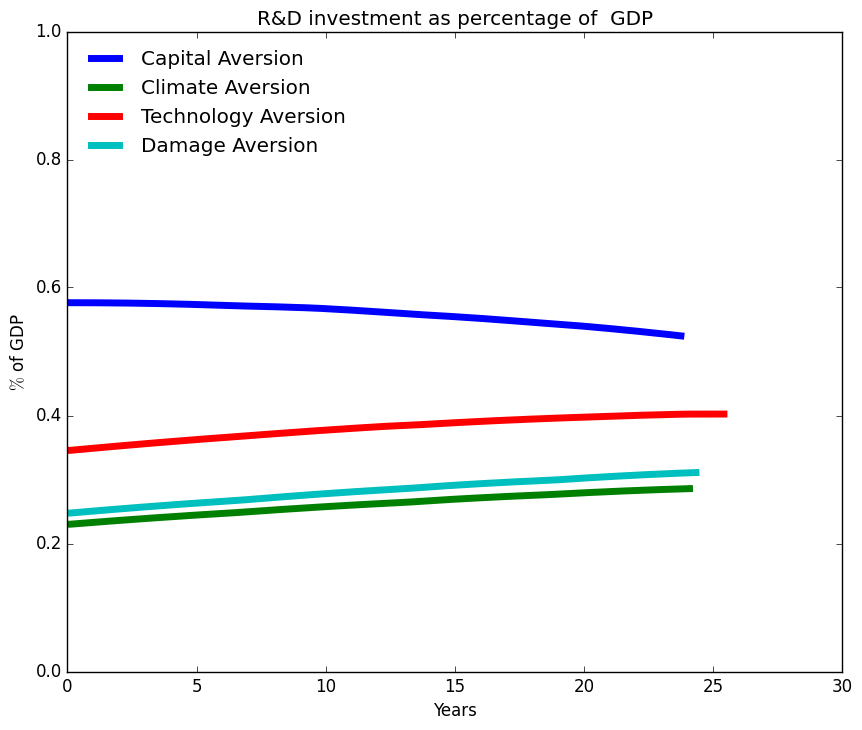 R&D investment as percentage of  GDP
1.0
0.8
0.6
0.4
0.2
0.0
% of GDP
Capital Aversion
Climate Aversion
Technology Aversion
Damage Aversion
0 5 10 15 20 25 30
Years